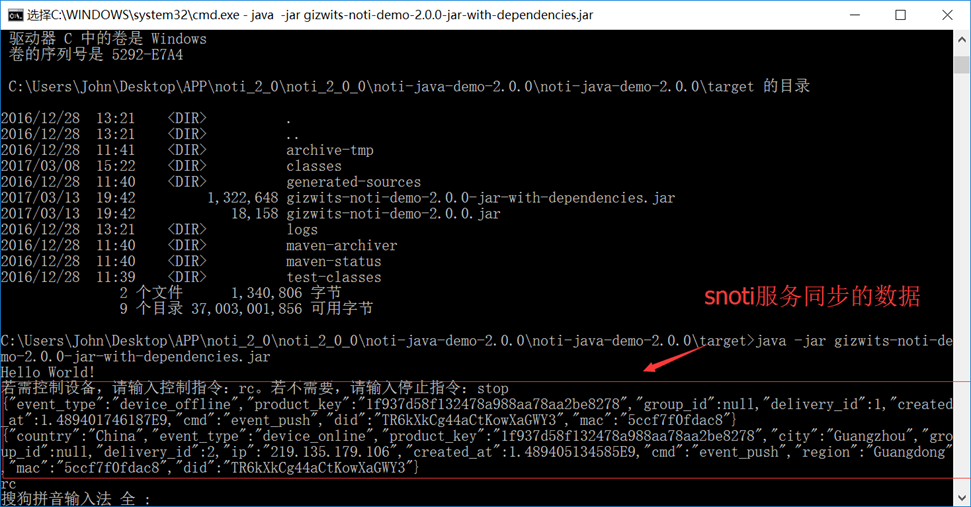 选择C:\WINDOWS\system32\cmd.exe - java  -jar gizwits-noti-demo-2.0.0-jar-with-dependencies.jar
驱动器 C 中的卷是 Windows
卷的序列号是 5292-E7A4
C:\Users\John\Desktop\APP\noti_2_0\noti_2_0_0\noti-java-demo-2.0.0\noti-java-demo-2.0.0\target 的目录
2016/12/28  13:21    <DIR>          .
2016/12/28  13:21    <DIR>          ..
2016/12/28  11:41    <DIR>          archive-tmp
2017/03/08  15:22    <DIR>          classes
2016/12/28  11:40    <DIR>          generated-sources
2017/03/13  19:42         1,322,648 gizwits-noti-demo-2.0.0-jar-with-dependencies.jar
2017/03/13  19:42            18,158 gizwits-noti-demo-2.0.0.jar
2016/12/28  13:21    <DIR>          logs
2016/12/28  11:40    <DIR>          maven-archiver
2016/12/28  11:40    <DIR>          maven-status
2016/12/28  11:39    <DIR>          test-classes
2 个文件      1,340,806 字节
9 个目录 37,003,001,856 可用字节
snoti服务同步的数据
C:\Users\John\Desktop\APP\noti_2_0\noti_2_0_0\noti-java-demo-2.0.0\noti-java-demo-2.0.0\target>java -jar gizwits-noti-de
mo-2.0.0-jar-with-dependencies.jar
Hello World!
若需控制设备，请输入控制指令：rc。若不需要，请输入停止指令：stop
{"event_type":"device_offline","product_key":"1f937d58f132478a988aa78aa2be8278","group_id":null,"delivery_id":1,"created
_at":1.489401746187E9,"cmd":"event_push","did":"TR6kXkCg44aCtKowXaGWY3","mac":"5ccf7f0fdac8"}
{"country":"China","event_type":"device_online","product_key":"1f937d58f132478a988aa78aa2be8278","city":"Guangzhou","gro
up_id":null,"delivery_id":2,"ip":"219.135.179.106","created_at":1.489405134585E9,"cmd":"event_push","region":"Guangdong"
,"mac":"5ccf7f0fdac8","did":"TR6kXkCg44aCtKowXaGWY3"}
rc
搜狗拼音输入法 全 :